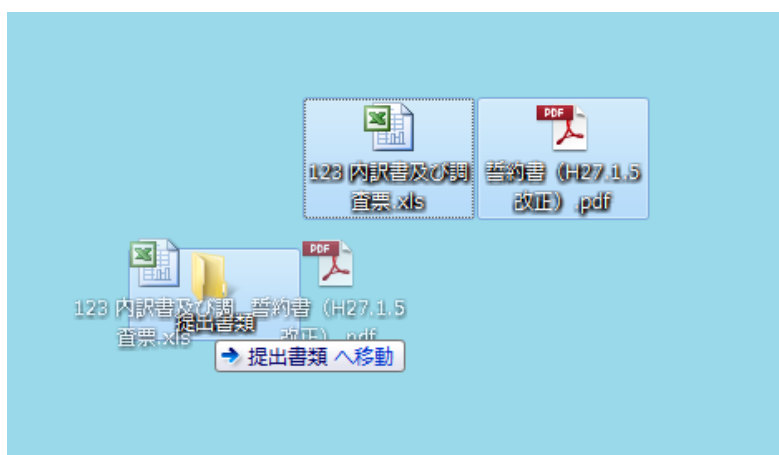 PDF
123 内訳書及び調
査票.xls
誓約書（H27.1.5
改正）.pdf
PDF
123 内訳書及び調
査票.xls
誓約書（H27.1.5
改正）.pdf
提出書類
提出書類 へ移動